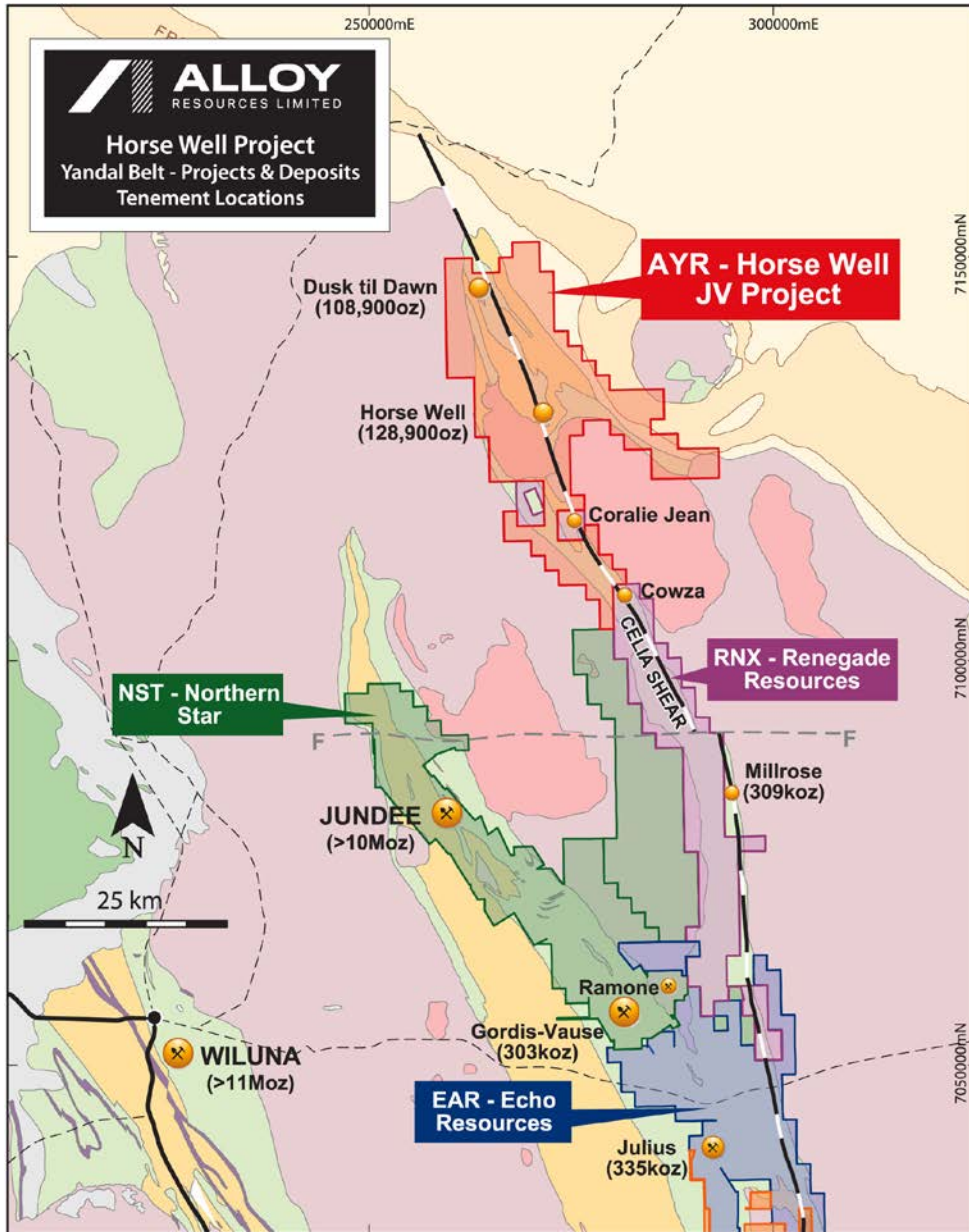 250000mE
300000mE
ALLOY
RESOURCES LIMITED
Horse Well Project
Yandal Belt - Projects & Deposits
Tenement Locations
7150000mN
AYR - Horse Well
JV Project
Dusk til Dawn
(108,900oz)
Horse Well
(128,900oz)
Coralie Jean
Cowza
CELIA SHEAR
7100000mN
RNX - Renegade
Resources
NST - Northern
Star
F
F
Millrose
(309koz)
JUNDEE
(>10Moz)
N
25 km
Ramone
Gordis-Vause
(303koz)
WILUNA
(>11Moz)
7050000mN
EAR - Echo
Resources
Julius
(335koz)